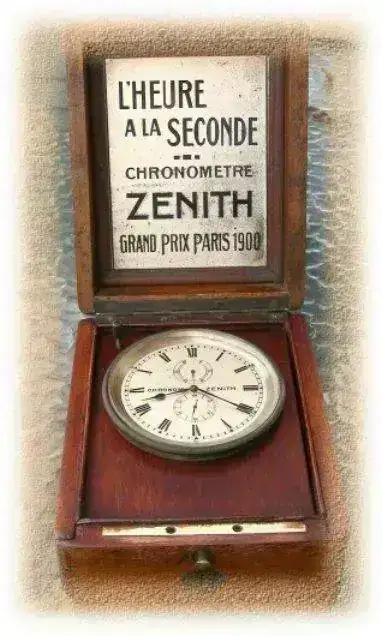 L'HEURE
A LA SECONDE
CHRONOMETRE
ZENITH
GRAND PRIX PARIS 1900
CHRONOMETRE ZENITH